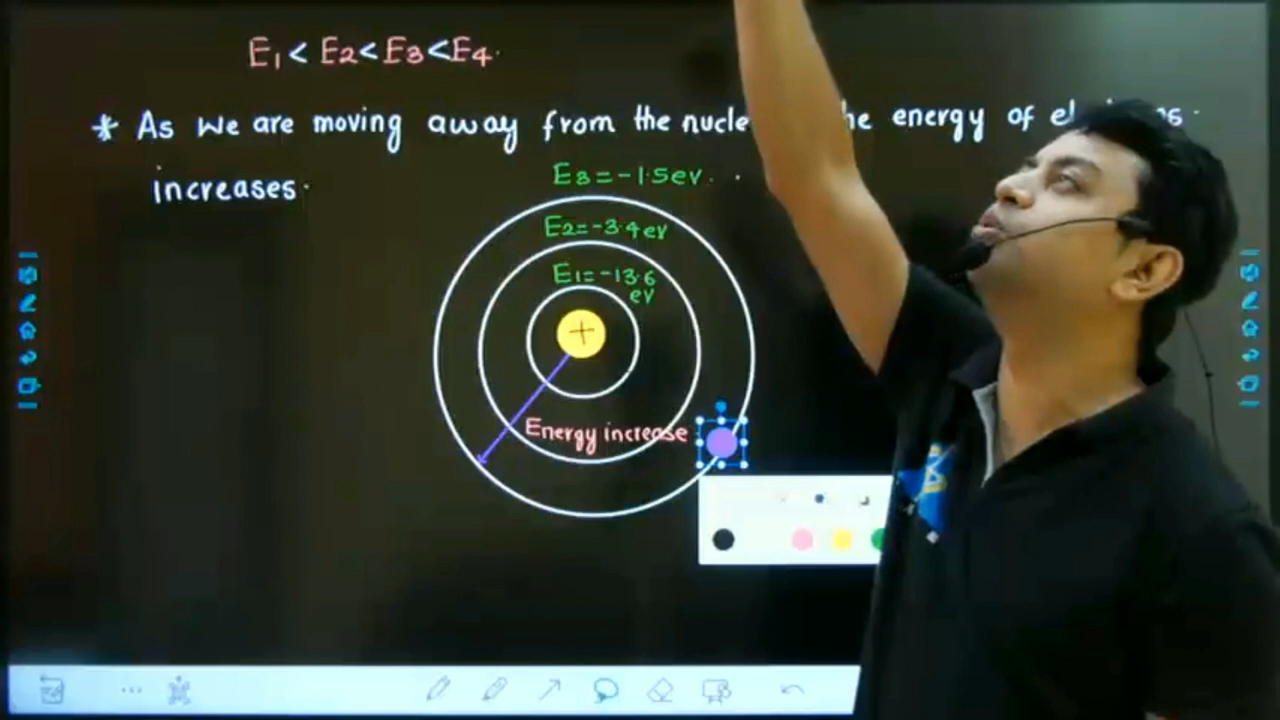 E1 < E2< E3 <E4.
* As we are moving away from the nucle he energy of el s.
increases.
E3 = -1.5ev.
E2= -3.4ev
E1= -13.6
ev
+
Energy increase